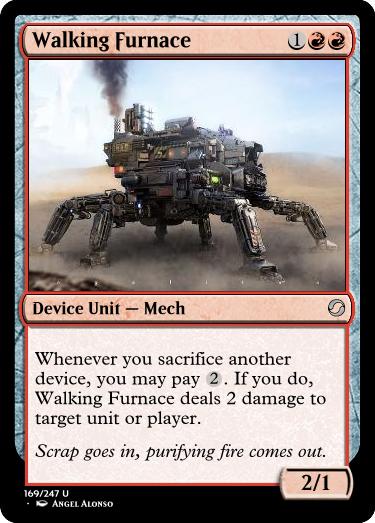 Walking Furnace 1
Device Unit — Mech
Whenever you sacrifice another
device, you may pay 2. If you do,
Walking Furnace deals 2 damage to
target unit or player.
Scrap goes in, purifying fire comes out.
2/1
169/247 U
· Angel Alonso